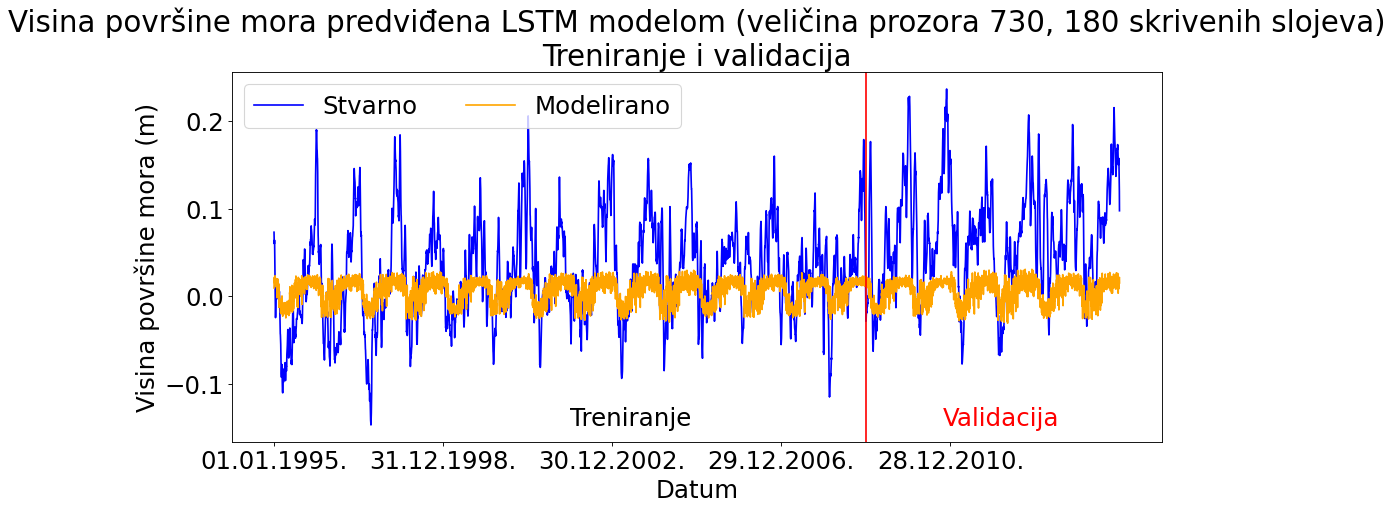 Visina površine mora predviđena LSTM modelom (veličina prozora 730, 180 skrivenih slojeva)
Treniranje i validacija
Stvarno
Modelirano
Visina površine mora (m)
0.2
0.1
0.0
−0.1
Treniranje
Validacija
01.01.1995.
31.12.1998.
30.12.2002.
29.12.2006.
28.12.2010.
Datum